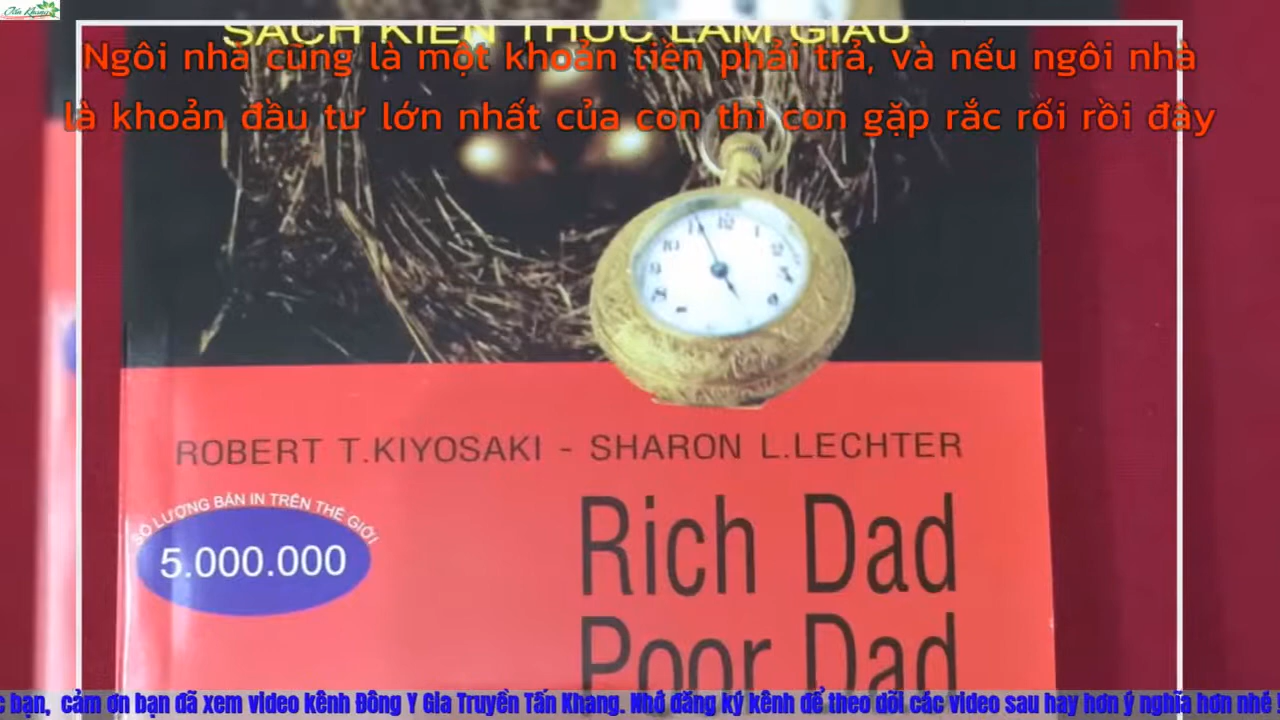 Tấn Khang
SÁCH KIẾN THỨC LÀM GIÀU
Ngôi nhà cũng là một khoản tiền phải trả, và nếu ngôi nhà
là khoản đầu tư lớn nhất của con thì con gặp rắc rối rồi đây
ROBERT T.KIYOSAKI - SHARON L.LECHTER
SỐ LƯỢNG BẢN IN TRÊN THẾ GIỚI
5.000.000
Rich Dad
Poor Dad
bạn, cảm ơn bạn đã xem video kênh Đông Y Gia Truyền Tấn Khang. Nhớ đăng ký kênh để theo dõi các video sau hay hơn ý nghĩa hơn nhé !